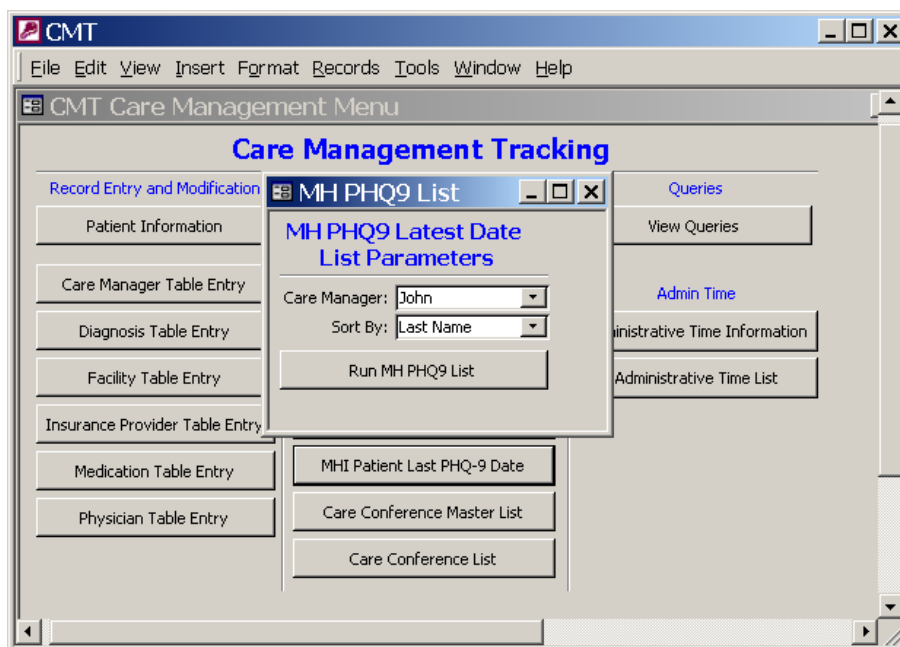 CMT
File Edit View Insert Format Records Tools Window Help
CMT Care Management Menu
Care Management Tracking
Record Entry and Modification
Patient Information
Care Manager Table Entry
Diagnosis Table Entry
Facility Table Entry
Insurance Provider Table Entry
Medication Table Entry
Physician Table Entry
MH PHQ9 List
MH PHQ9 Latest Date
List Parameters
Care Manager: John
Sort By: Last Name
Run MH PHQ9 List
MHI Patient Last PHQ-9 Date
Care Conference Master List
Care Conference List
Queries
View Queries
Admin Time
inistrative Time Information
Administrative Time List